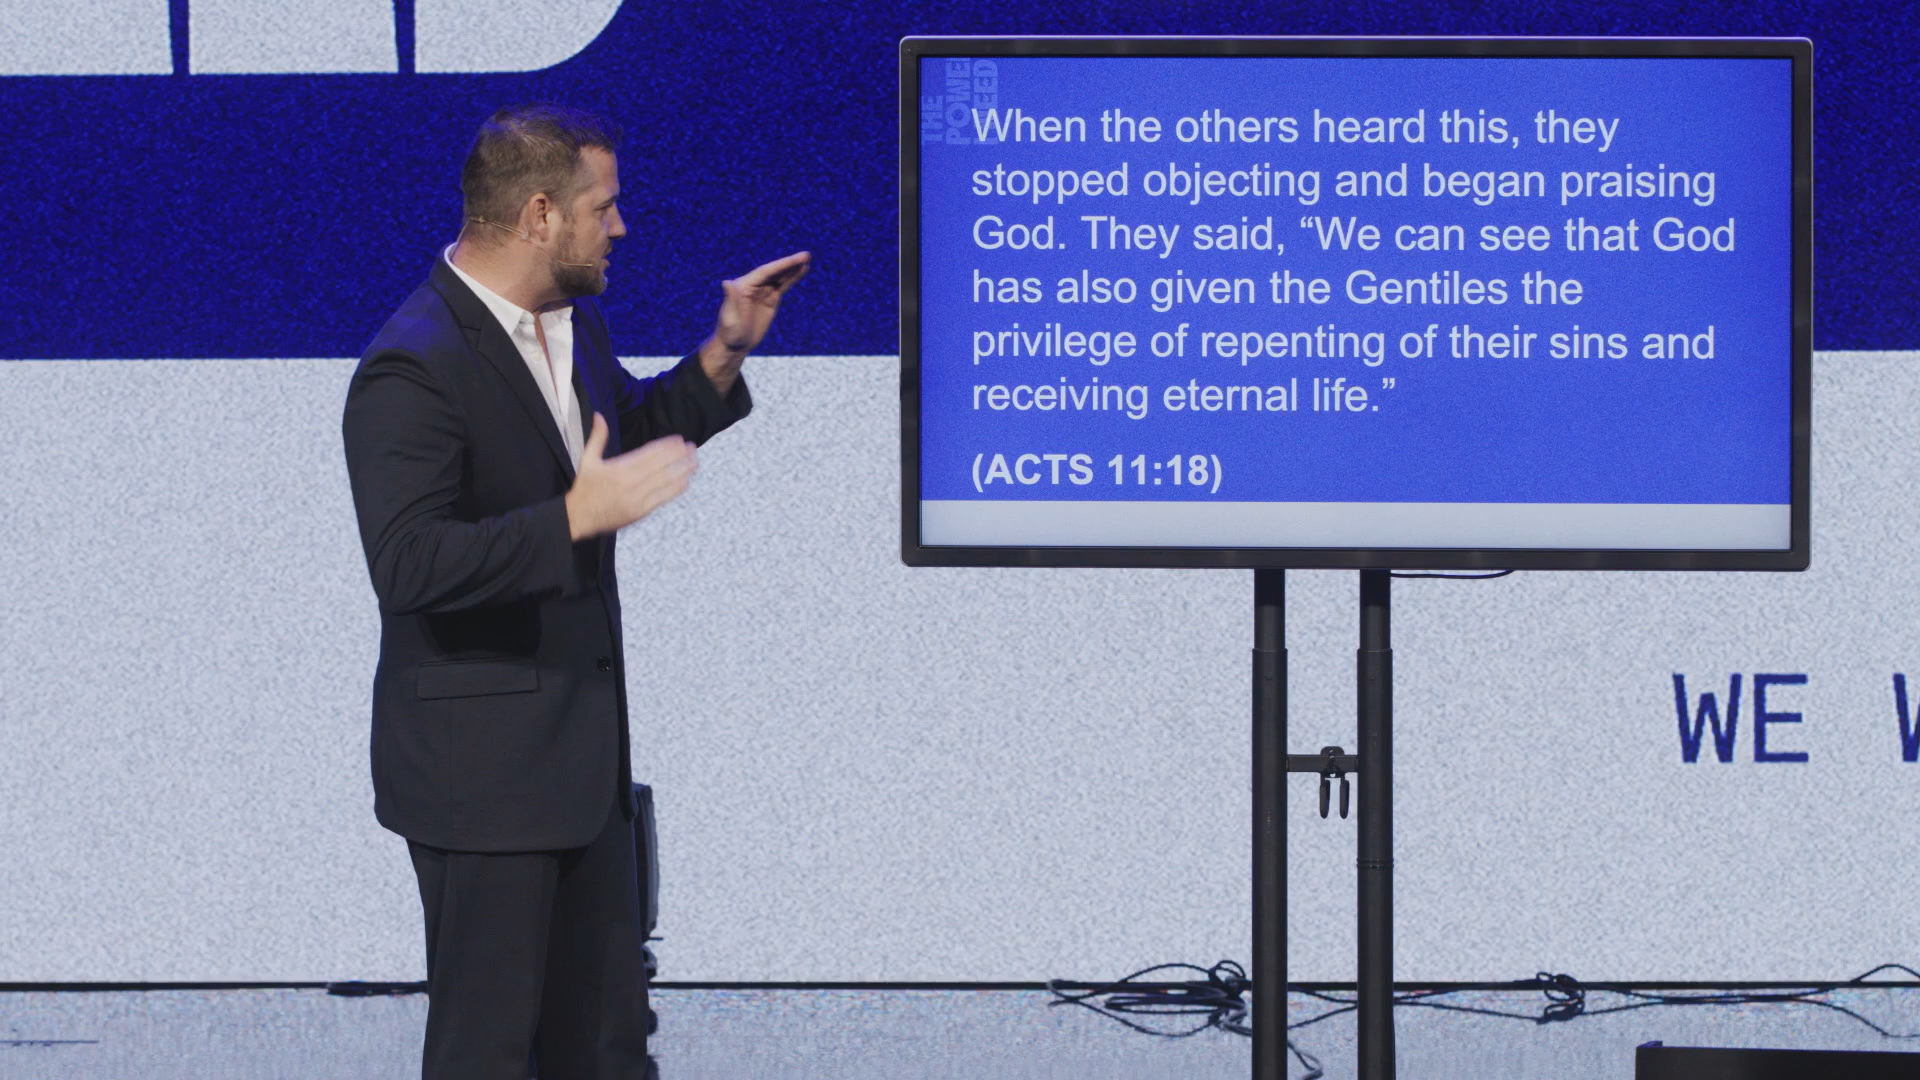 THE
POWE
When the others heard this, they
stopped objecting and began praising
God. They said, “We can see that God
has also given the Gentiles the
privilege of repenting of their sins and
receiving eternal life.”
(ACTS 11:18)
WE